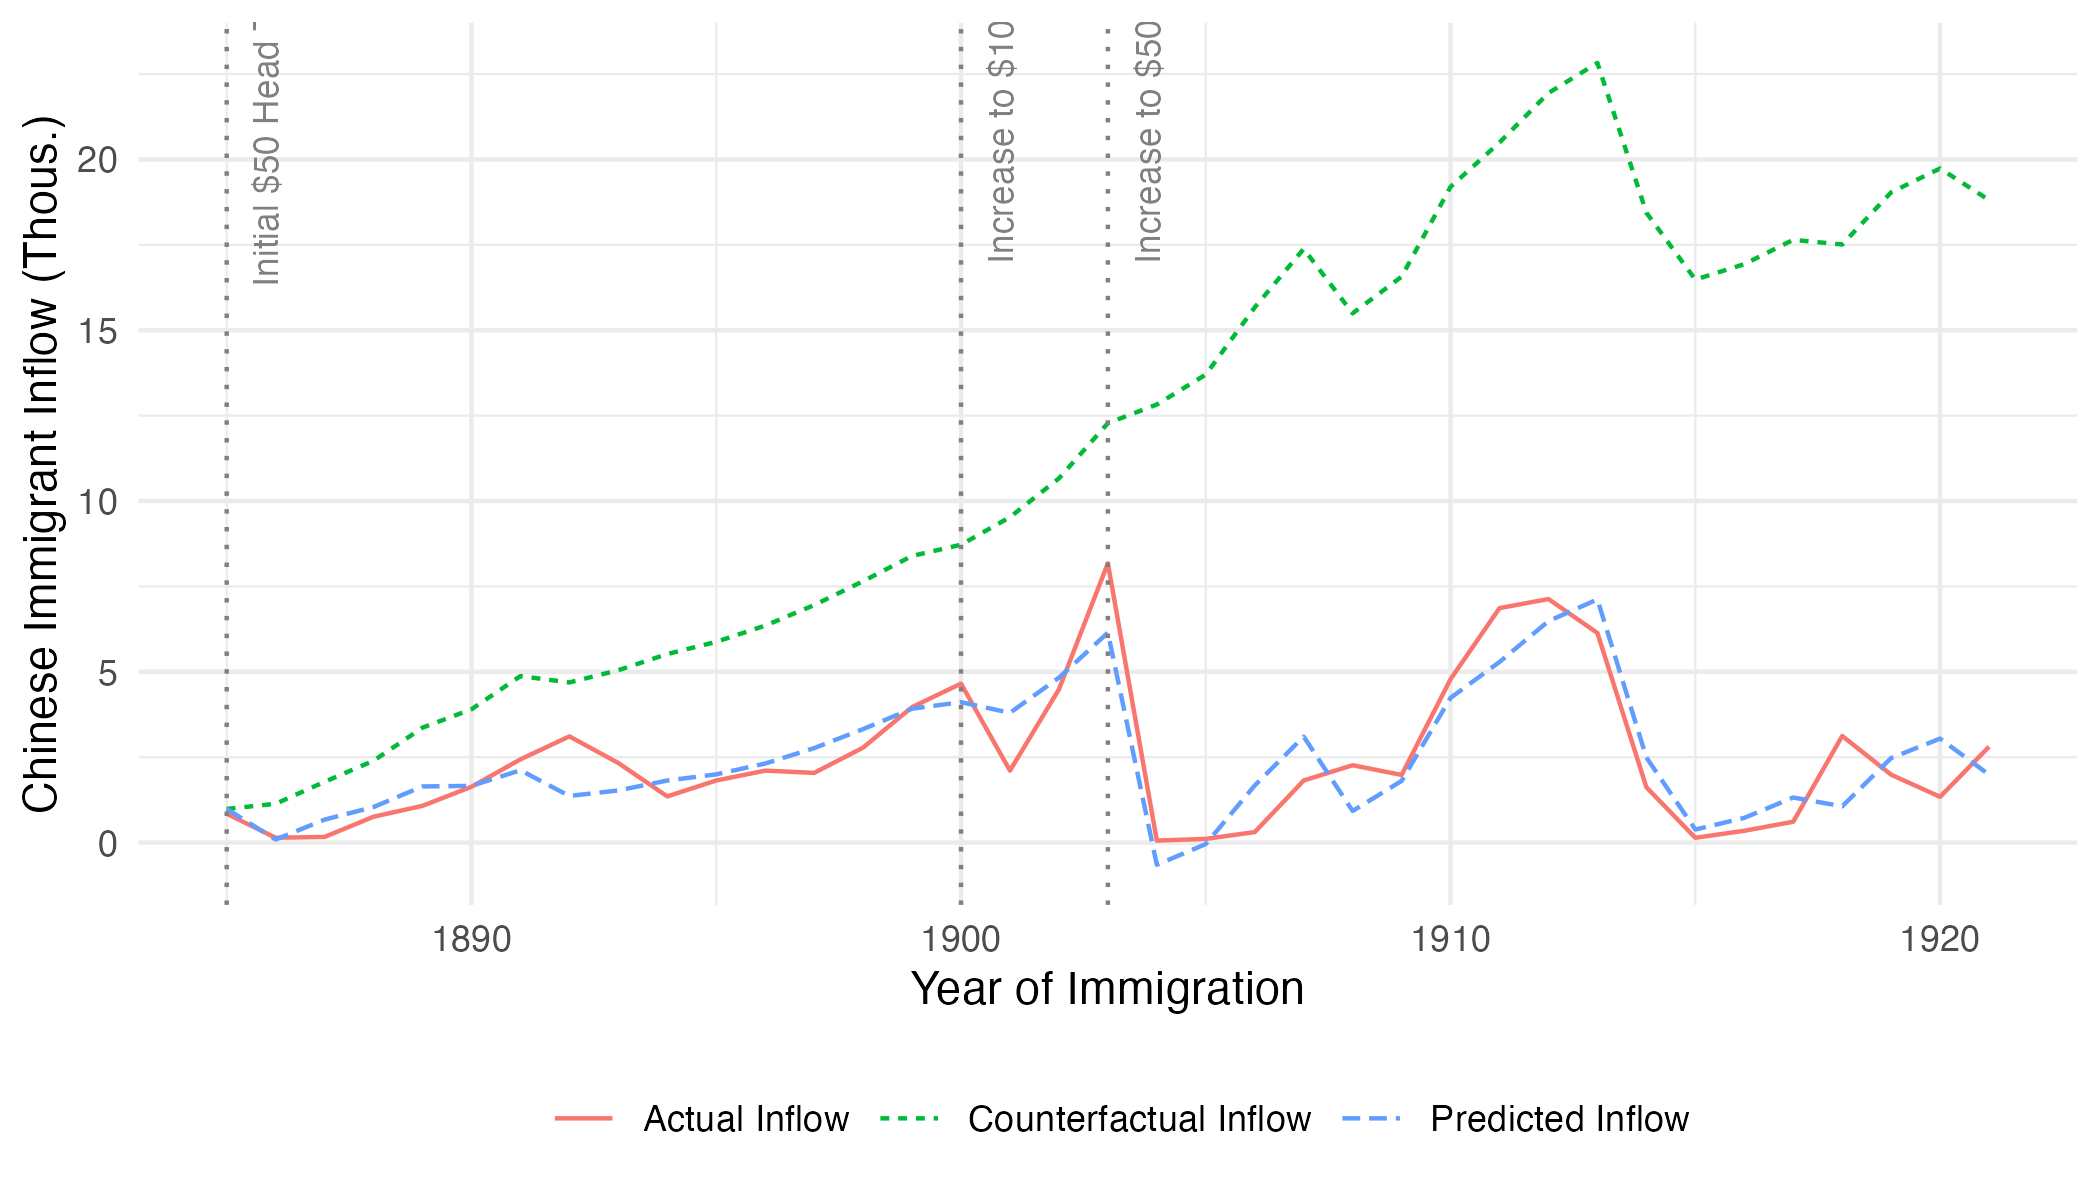 Initial $50 Head
Increase to $10
Increase to $50
Chinese Immigrant Inflow (Thous.)
20
15
10
5
0
1890
1900
1910
1920
Year of Immigration
Actual Inflow
Counterfactual Inflow
Predicted Inflow